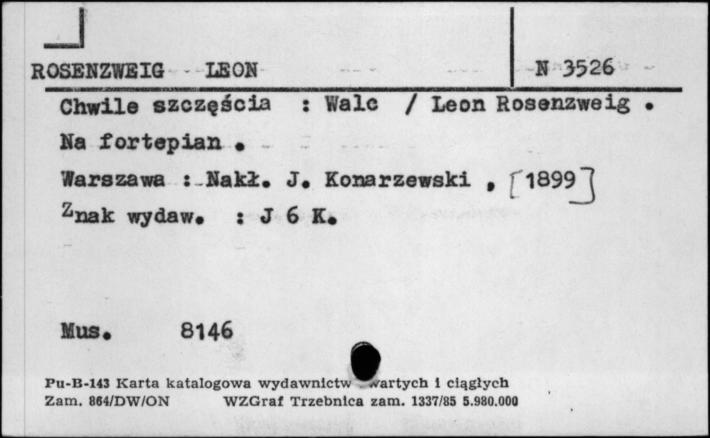 ROSENZWEIG LEON N 3526
Chwile szczęścia : Walc / Leon Rosenzweig .
Na fortepian .
Warszawa : Nakł. J. Konarzewski , [1899]
Znak wydaw. : J 6 K.
Mus. 8146
Pu-B-143 Karta katalogowa wydawnictw wartych i ciągłych
Zam. 864/DW/ON WZGraf Trzebnica zam. 1337/85 5.980.000